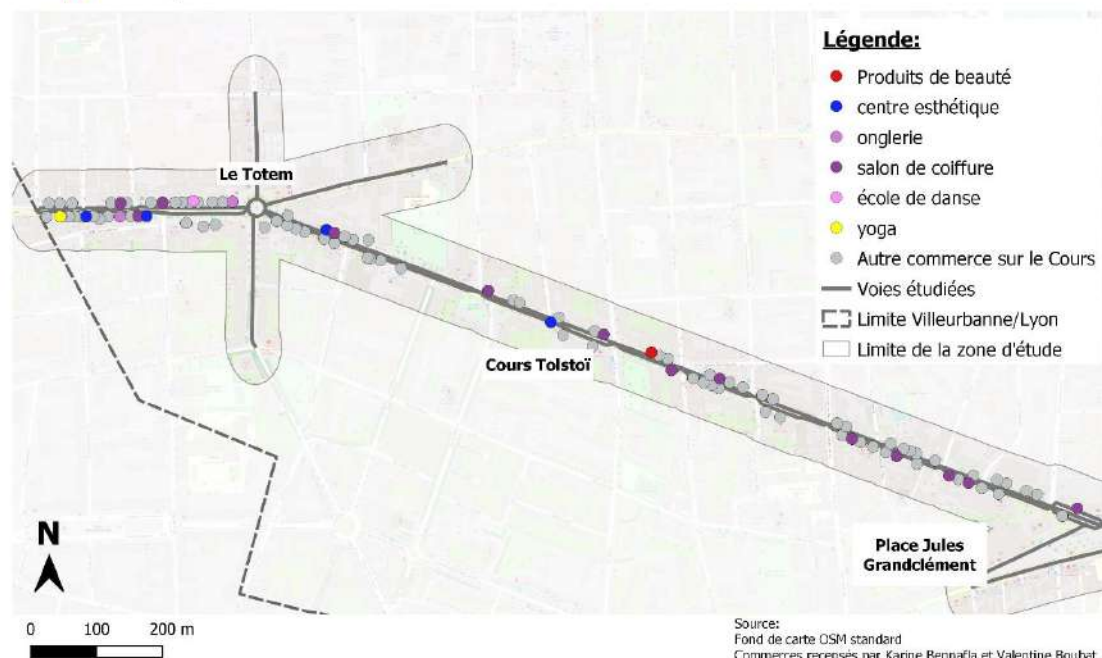 Légende:
Produits de beauté
centre esthétique
onglerie
salon de coiffure
école de danse
yoga
Autre commerce sur le Cours
Voies étudiées
Limite Villeurbanne/Lyon
Limite de la zone d'étude
Le Totem
Cours Tolstoï
Place Jules
Grandclément
N
0 100 200 m
Source:
Fond de carte OSM standard
Commerces recensés par Karine Bennafla et Valentine Bouhat